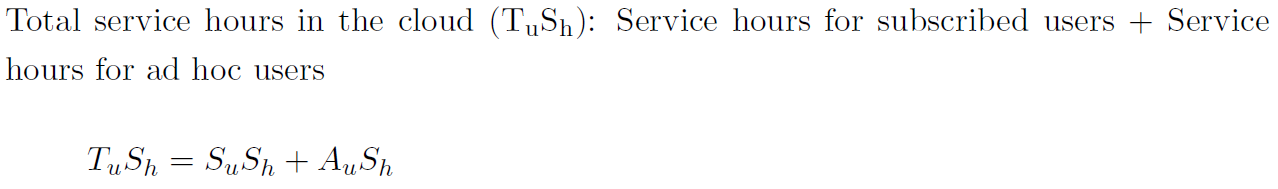 Total service hours in the cloud (TᵤSₕ): Service hours for subscribed users + Service
hours for ad hoc users
TᵤSₕ = SᵤSₕ + AᵤSₕ